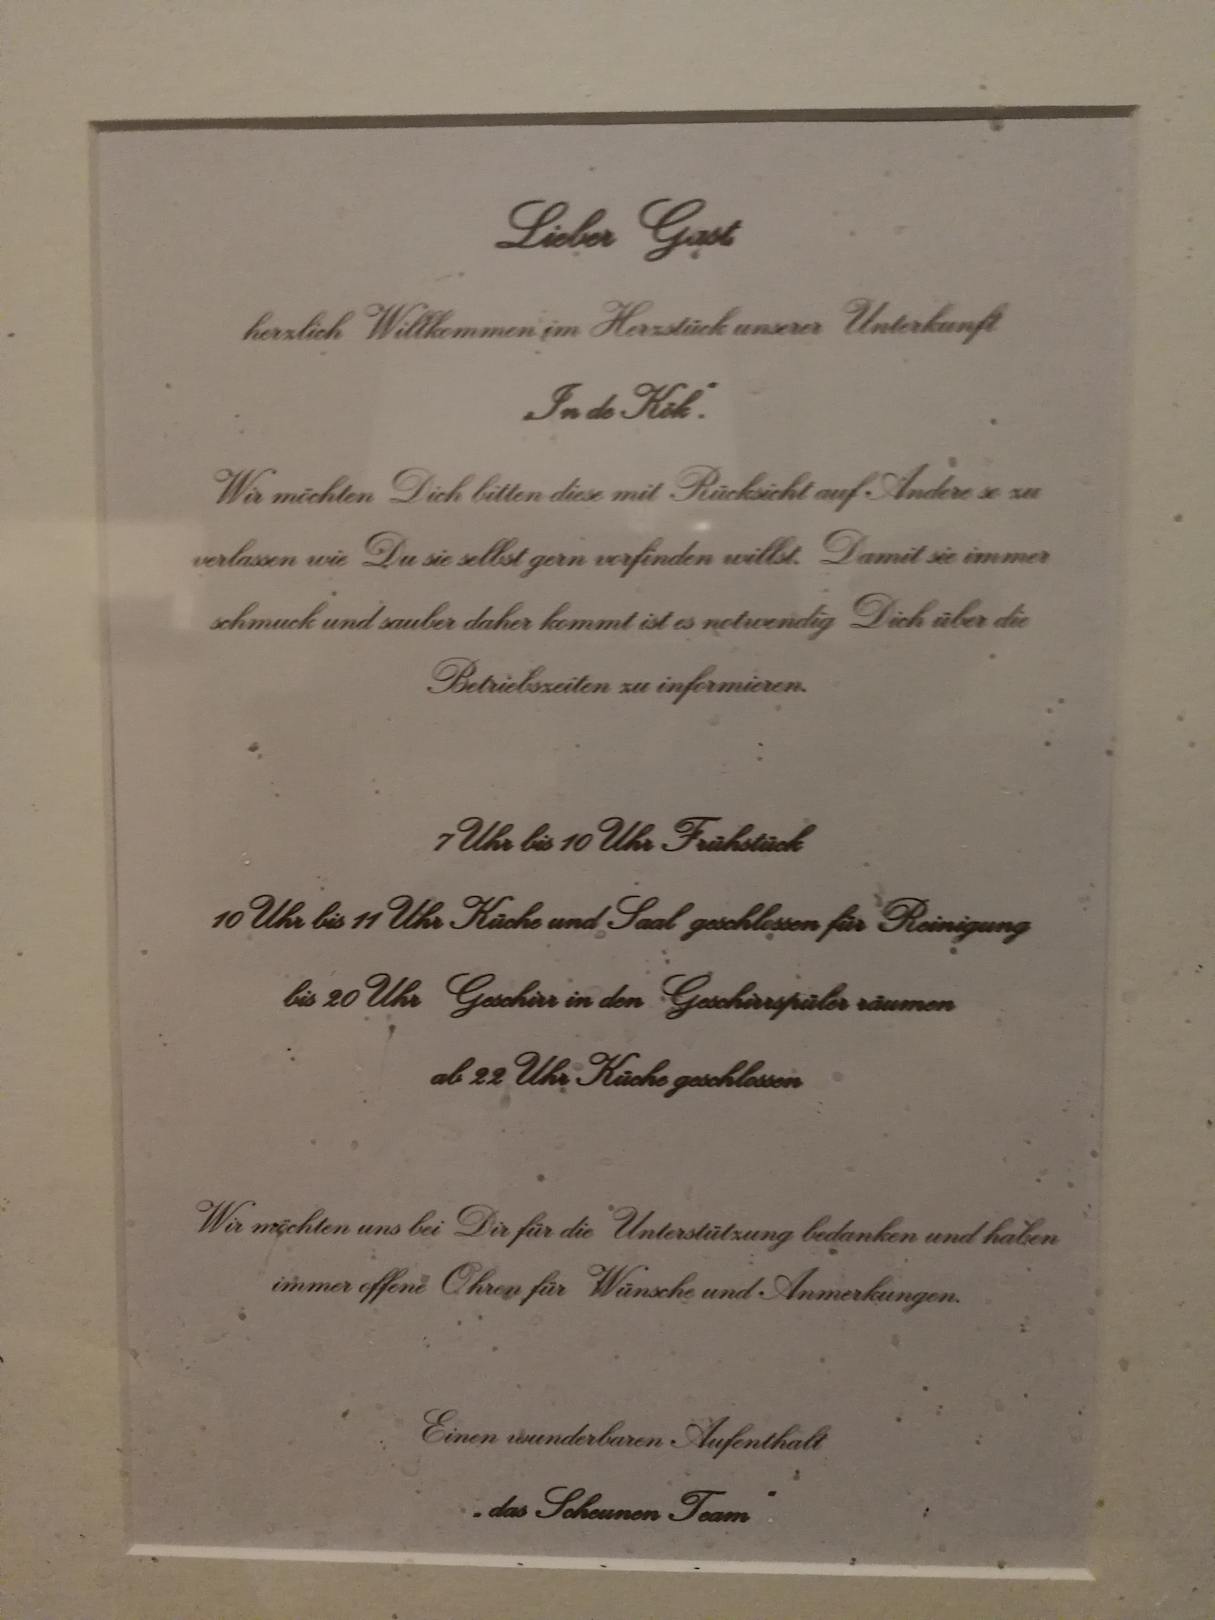 Lieber Gast
herzlich Willkommen im Herzstück unserer Unterkunft
„In de Kök“.
Wir möchten Dich bitten diese mit Rücksicht auf Andere so zu
verlassen wie Du sie selbst gern vorfinden willst. Damit sie immer
schmuck und sauber daher kommt ist es notwendig Dich über die
Betriebszeiten zu informieren.
7 Uhr bis 10 Uhr Frühstück
10 Uhr bis 11 Uhr Küche und Saal geschlossen für Reinigung
bis 20 Uhr Geschirr in den Geschirrspüler räumen
ab 22 Uhr Küche geschlossen
Wir möchten uns bei Dir für die Unterstützung bedanken und haben
immer offene Ohren für Wünsche und Anmerkungen.
Einen wunderbaren Aufenthalt
„das Scheunen Team“